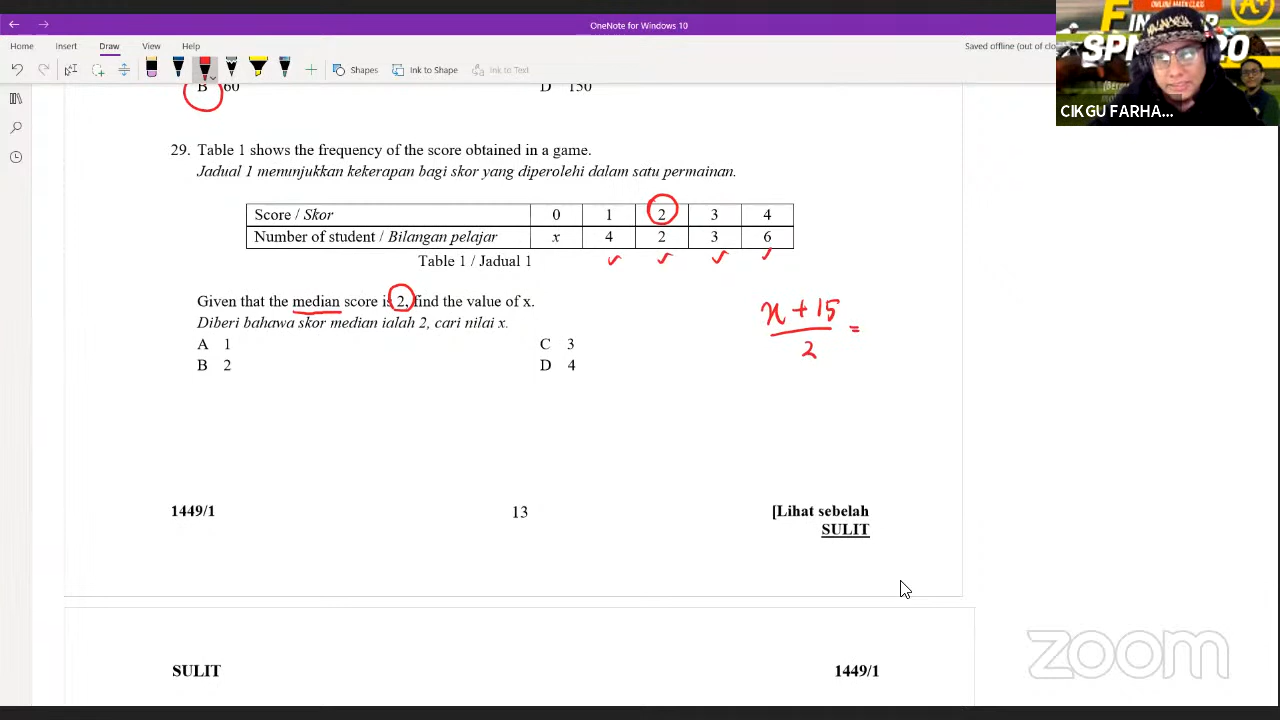 OneNote for Windows 10
Home Insert Draw View Help
Saved offline (out of
Shapes Ink to Shape Ink to Text
ONLINE
A+
CIKGU FARHA...
B 60 D 150
29. Table 1 shows the frequency of the score obtained in a game.
Jadual 1 menunjukkan kekerapan bagi skor yang diperolehi dalam satu permainan.
Score / Skor 0 1 2 3 4
Number of student / Bilangan pelajar x 4 2 3 6
Table 1 / Jadual 1
Given that the median score is 2, find the value of x.
Diberi bahawa skor median ialah 2, cari nilai x.
x + 15
2
=
A 1 C 3
B 2 D 4
1449/1 13 [Lihat sebelah
SULIT
zoom
SULIT 1449/1